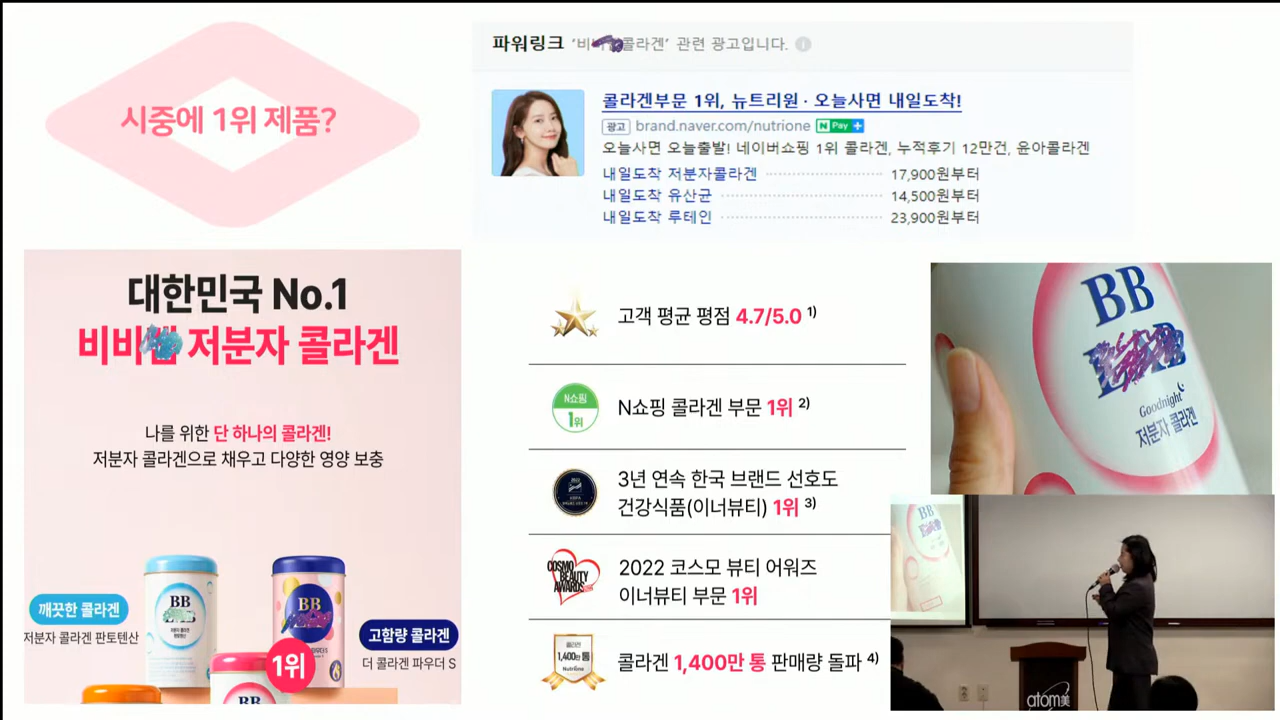 시중에 1위 제품?
파워링크 '비 콜라겐' 관련 광고입니다.
콜라겐부문 1위, 뉴트리원 · 오늘사면 내일도착!
광고 brand.naver.com/nutrione N Pay +
오늘사면 오늘출발! 네이버쇼핑 1위 콜라겐, 누적후기 12만건, 윤아콜라겐
내일도착 저분자콜라겐 17,900원부터
내일도착 유산균 14,500원부터
내일도착 루테인 23,900원부터
대한민국 No.1
비비 저분자 콜라겐
나를 위한 단 하나의 콜라겐!
저분자 콜라겐으로 채우고 다양한 영양 보충
깨끗한 콜라겐
저분자 콜라겐 판토텐산
BB
BB
1위
BB
고함량 콜라겐
더 콜라겐 파우더 S
고객 평균 평점 4.7/5.0 1)
N쇼핑
1위
N쇼핑 콜라겐 부문 1위 2)
3년 연속 한국 브랜드 선호도
건강식품(이너뷰티) 1위 3)
COSMO
BEAUTY
AWARDS
2022 코스모 뷰티 어워즈
이너뷰티 부문 1위
콜라겐
1,400만 통
Nutrione
콜라겐 1,400만 통 판매량 돌파 4)
BB
Goodnight
저분자 콜라겐
BB
atom美